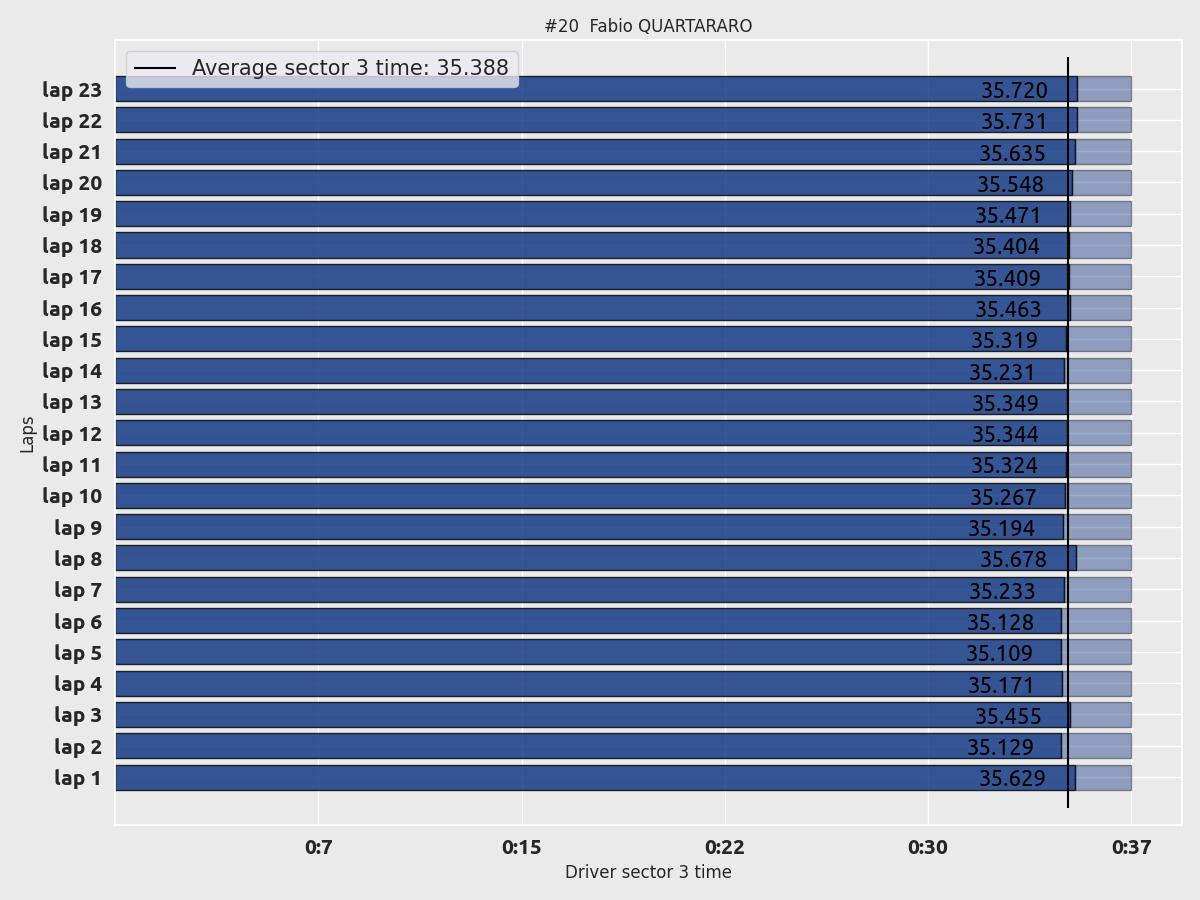 #20  Fabio QUARTARARO
Average sector 3 time: 35.388
lap 23 35.720
lap 22 35.731
lap 21 35.635
lap 20 35.548
lap 19 35.471
lap 18 35.404
lap 17 35.409
lap 16 35.463
lap 15 35.319
lap 14 35.231
lap 13 35.349
lap 12 35.344
lap 11 35.324
lap 10 35.267
lap 9 35.194
lap 8 35.678
lap 7 35.233
lap 6 35.128
lap 5 35.109
lap 4 35.171
lap 3 35.455
lap 2 35.129
lap 1 35.629
Laps
0:7 0:15 0:22 0:30 0:37
Driver sector 3 time